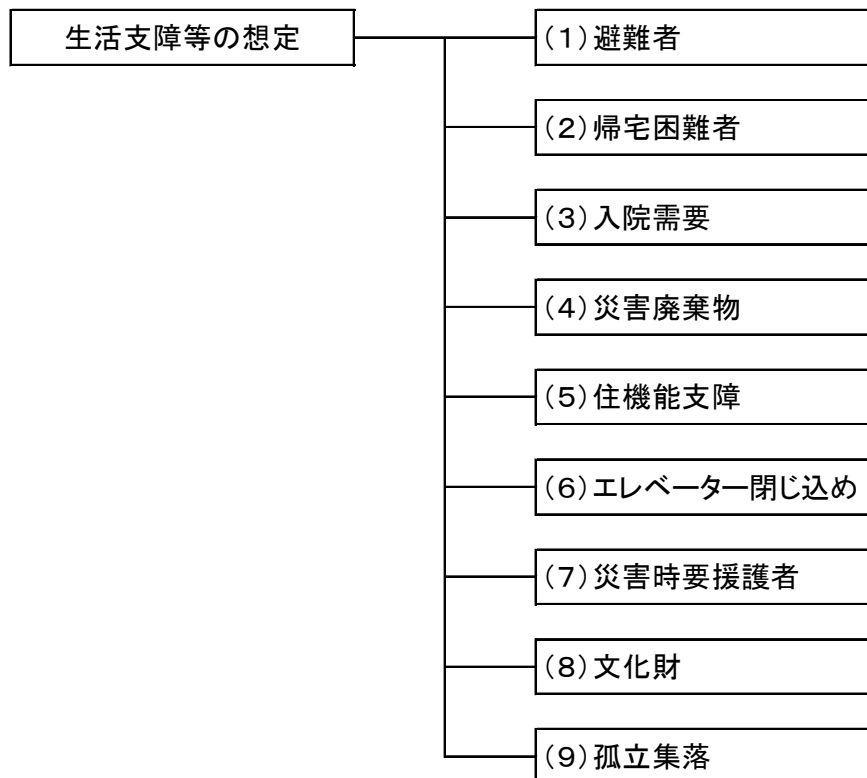 生活支障等の想定
(1)避難者
(2)帰宅困難者
(3)入院需要
(4)災害廃棄物
(5)住機能支障
(6)エレベーター閉じ込め
(7)災害時要援護者
(8)文化財
(9)孤立集落